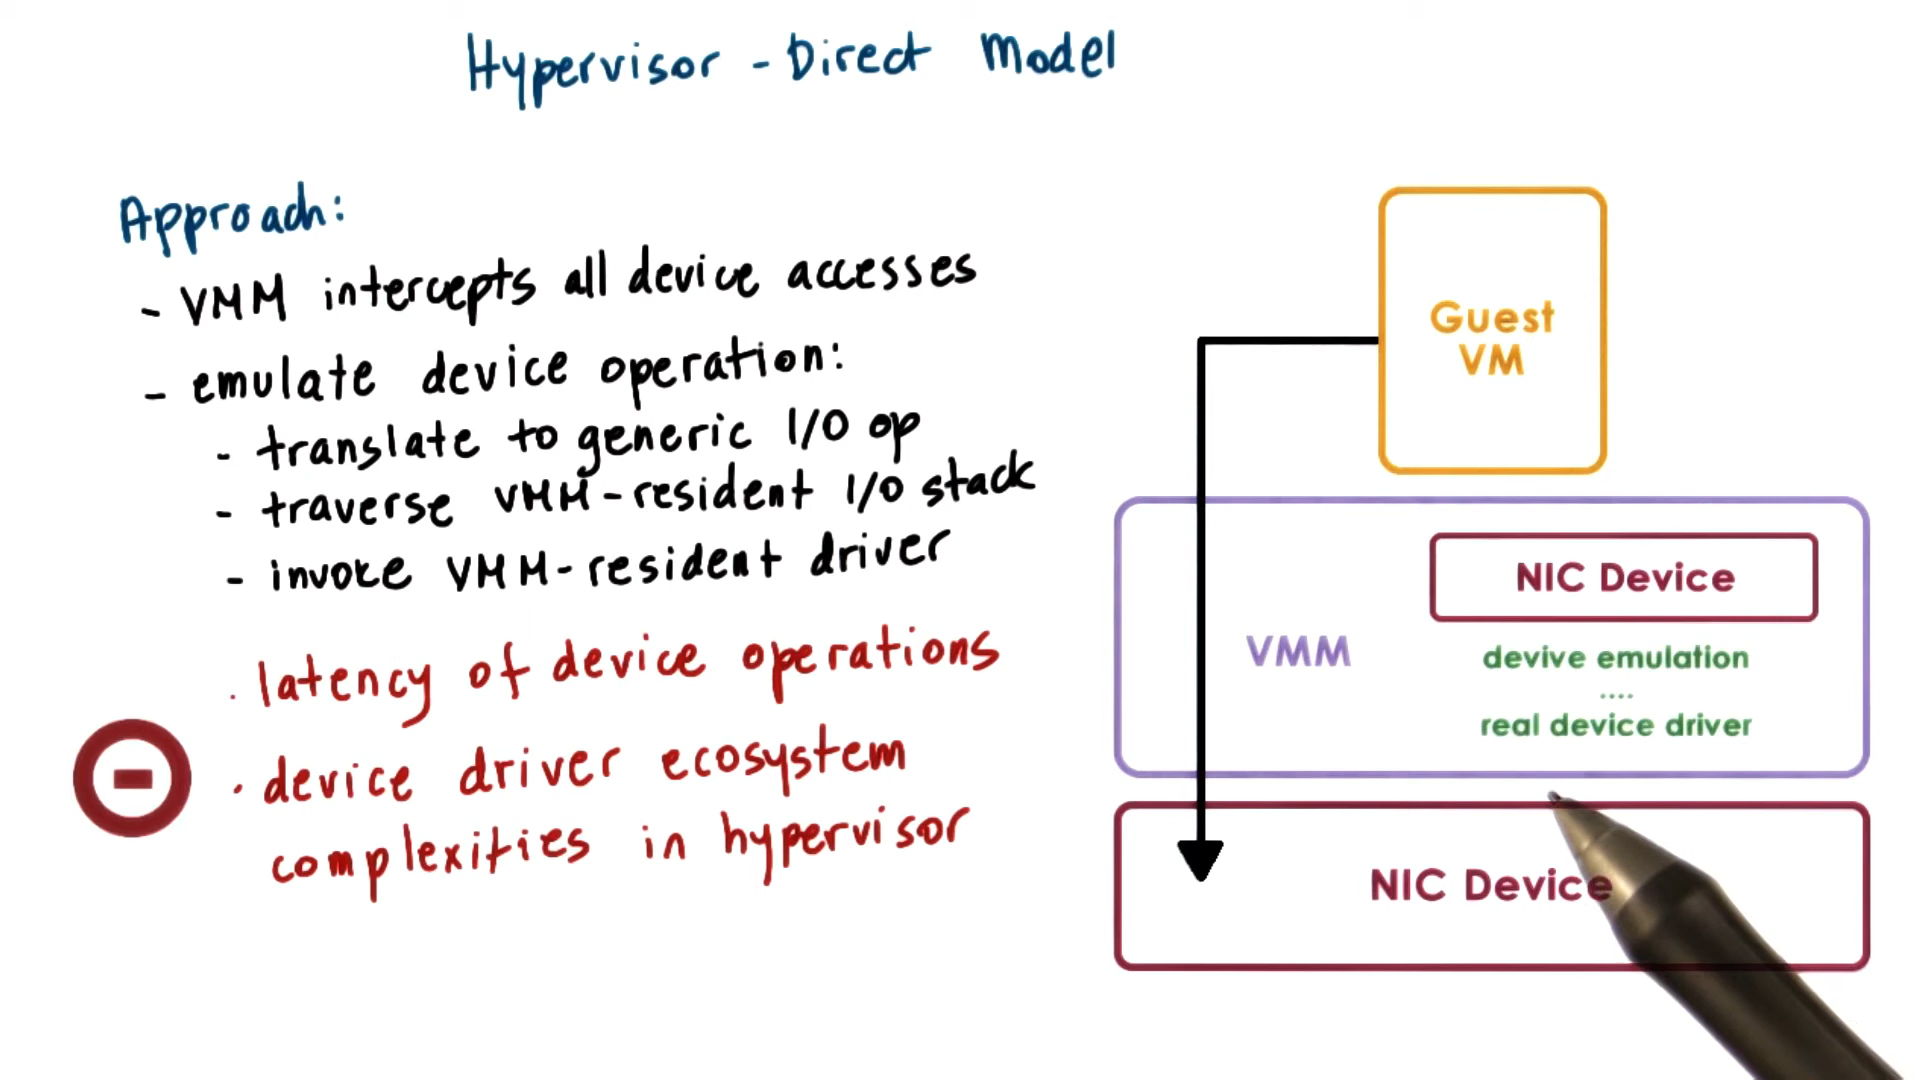 Hypervisor - Direct Model
Approach:
- VMM intercepts all device accesses
- emulate device operation:
- translate to generic I/O op
- traverse VMM-resident I/O stack
- invoke VMM-resident driver
· latency of device operations
· device driver ecosystem
complexities in hypervisor
Guest
VM
NIC Device
VMM
devive emulation
....
real device driver
NIC Device